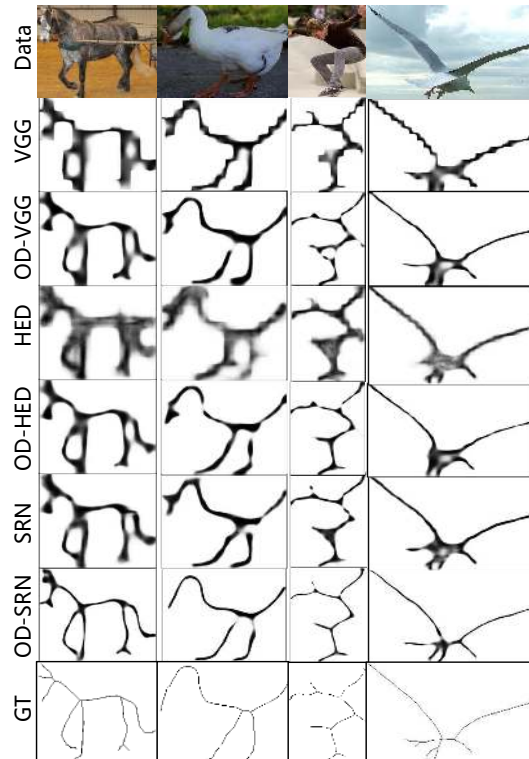 Data
VGG
OD-VGG
HED
OD-HED
SRN
OD-SRN
GT